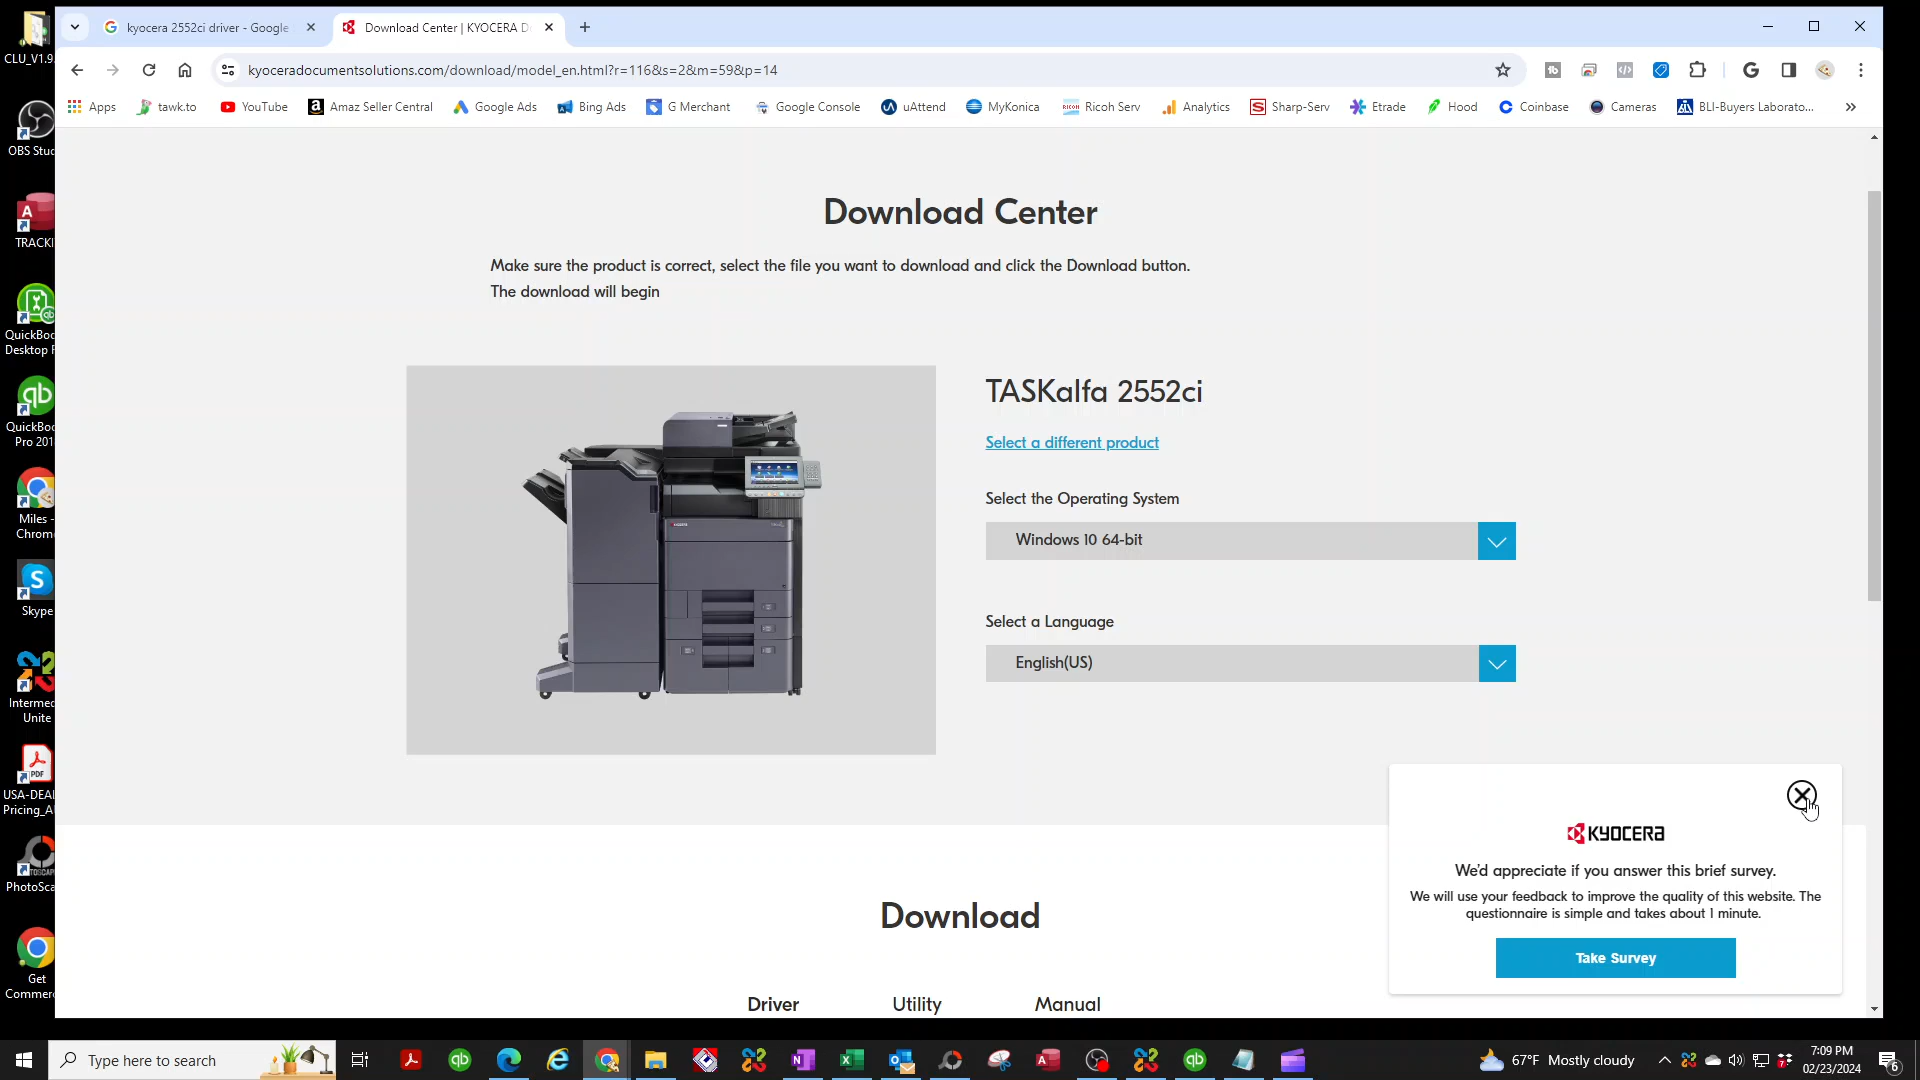 kyocera 2552ci driver - Google
Download Center | KYOCERA D
kyoceradocumentsolutions.com/download/model_en.html?r=116&s=2&m=59&p=14
Apps
tawk.to
YouTube
Amaz Seller Central
Google Ads
Bing Ads
G Merchant
Google Console
uAttend
MyKonica
RICOH
Ricoh Serv
Analytics
Sharp-Serv
Etrade
Hood
Coinbase
Cameras
BLI-Buyers Laborato...
CLU_V1.9
OBS Stud
TRACKI
QuickBoo
Desktop P
QuickBoo
Pro 201
Miles -
Chrome
Skype
Intermed
Unite
PDF
USA-DEAL
Pricing_A
PhotoSca
Get
Commerc
Download Center
Make sure the product is correct, select the file you want to download and click the Download button.
The download will begin
TASKalfa 2552ci
Select a different product
Select the Operating System
Windows 10 64-bit
Select a Language
English(US)
KYOCERA
We'd appreciate if you answer this brief survey.
We will use your feedback to improve the quality of this website. The
questionnaire is simple and takes about 1 minute.
Take Survey
Download
Driver
Utility
Manual
Type here to search
67°F Mostly cloudy
7:09 PM
02/23/2024
6